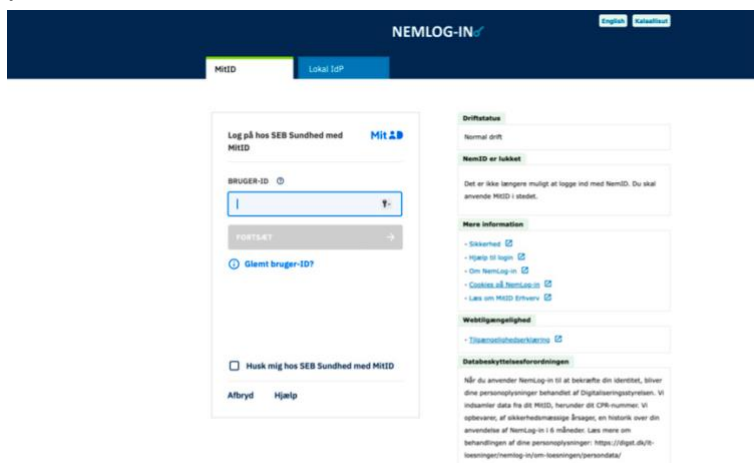 NEMLOG-IN
English
Kalaallisut
MitID
Lokal IdP
Log på hos SEB Sundhed med
MitID
Mit
BRUGER-ID
FORTSÆT
Glemt bruger-ID?
Husk mig hos SEB Sundhed med MitID
Afbryd
Hjælp
Driftstatus
Normal drift
NemID er lukket
Det er ikke længere muligt at logge ind med NemID. Du skal
anvende MitID i stedet.
Mere information
- Sikkerhed
- Hjælp til login
- Om NemLog-in
- Cookies på NemLog-in
- Læs om MitID Erhverv
Webtilgængelighed
- Tilgængelighedserklæring
Databeskyttelsesforordningen
Når du anvender NemLog-in til at bekræfte din identitet, bliver
dine personoplysninger behandlet af Digitaliseringsstyrelsen. Vi
indsamler data fra dit MitID, herunder dit CPR-nummer. Vi
opbevarer, af sikkerhedsmæssige årsager, en historik over din
anvendelse af NemLog-in i 6 måneder. Læs mere om
behandlingen af dine personoplysninger: https://digst.dk/it-
loesninger/nemlog-in/om-loesningen/persondata/